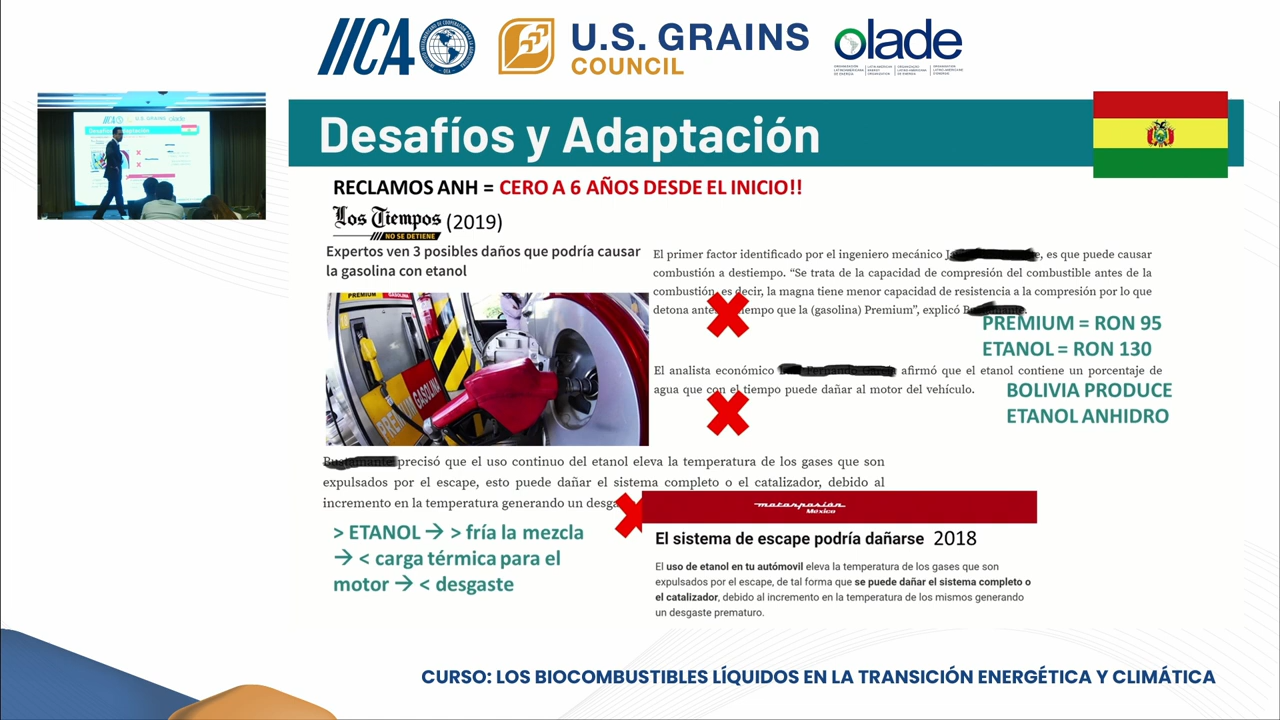 IICA
U.S. GRAINS
COUNCIL
olade
Desafíos y Adaptación
RECLAMOS ANH = CERO A 6 AÑOS DESDE EL INICIO!!
Los Tiempos (2019)
NO SE DETIENE
Expertos ven 3 posibles daños que podría causar
la gasolina con etanol
El primer factor identificado por el ingeniero mecánico , es que puede causar
combustión a destiempo. “Se trata de la capacidad de compresión del combustible antes de
la combustión, es decir, la magna tiene menor capacidad de resistencia a la compresión por lo que
detona tiempo que la (gasolina) Premium”, explicó
PREMIUM = RON 95
ETANOL = RON 130
El analista económico afirmó que el etanol contiene un porcentaje de
agua que con el tiempo puede dañar al motor del vehículo.
BOLIVIA PRODUCE
ETANOL ANHIDRO
PREMIUM
GASOLINA
PREMIUM
GASOLINA
precisó que el uso continuo del etanol eleva la temperatura de los gases que son
expulsados por el escape, esto puede dañar el sistema completo o el catalizador, debido al
incremento en la temperatura generando un
> ETANOL → > fría la mezcla
→ < carga térmica para el
motor → < desgaste
motorpasión
México
El sistema de escape podría dañarse 2018
El uso de etanol en tu automóvil eleva la temperatura de los gases que son
expulsados por el escape, de tal forma que se puede dañar el sistema completo o
el catalizador, debido al incremento en la temperatura de los mismos generando
un desgaste prematuro.
CURSO: LOS BIOCOMBUSTIBLES LÍQUIDOS EN LA TRANSICIÓN ENERGÉTICA Y CLIMÁTICA